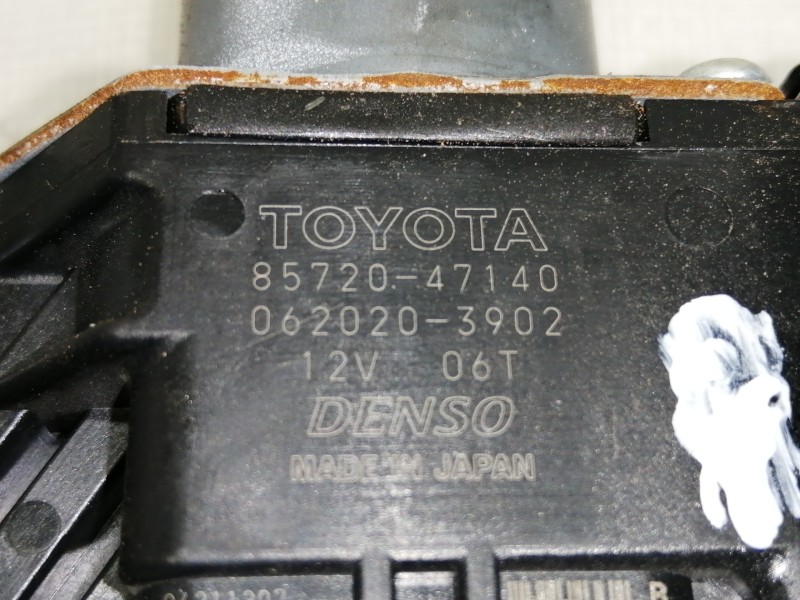 TOYOTA
85720-47140
062020-3902
12V 06T
DENSO
MADE IN JAPAN
B